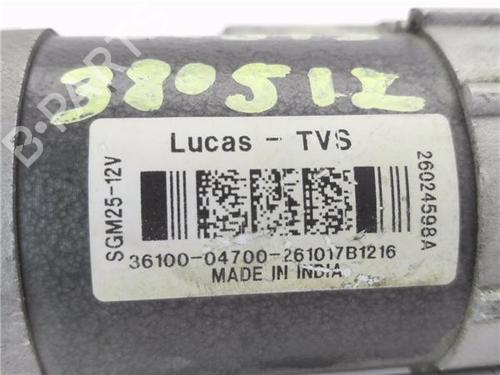 380512
Lucas - TVS
SGM25-12V
26024598A
36100-04700-261017B1216
MADE IN INDIA
B-PARTS